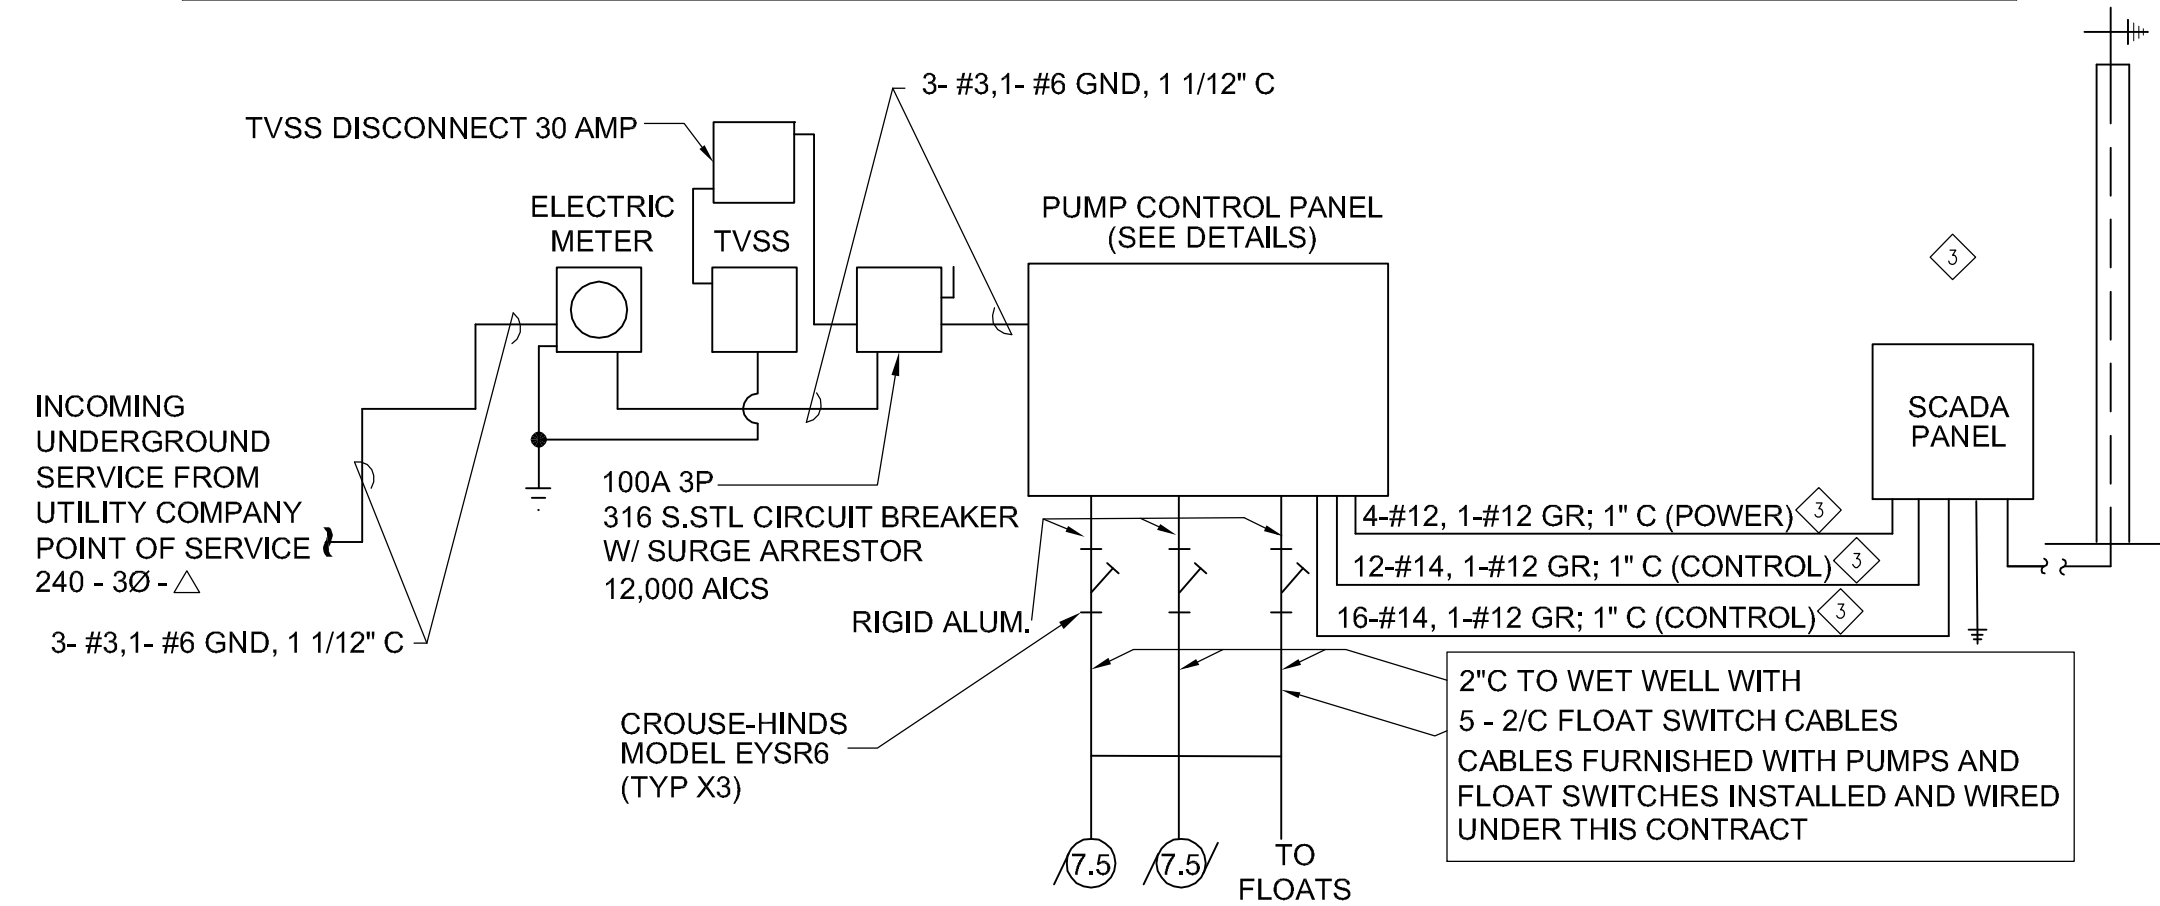 3- #3,1- #6 GND, 1 1/12" C
TVSS DISCONNECT 30 AMP
ELECTRIC
METER
TVSS
PUMP CONTROL PANEL
(SEE DETAILS)
3
INCOMING
UNDERGROUND
SERVICE FROM
UTILITY COMPANY
POINT OF SERVICE
240 - 3Ø - △
3- #3,1- #6 GND, 1 1/12" C
100A 3P
316 S.STL CIRCUIT BREAKER
W/ SURGE ARRESTOR
12,000 AICS
SCADA
PANEL
4-#12, 1-#12 GR; 1" C (POWER) 3
12-#14, 1-#12 GR; 1" C (CONTROL) 3
16-#14, 1-#12 GR; 1" C (CONTROL) 3
RIGID ALUM.
CROUSE-HINDS
MODEL EYSR6
(TYP X3)
2"C TO WET WELL WITH
5 - 2/C FLOAT SWITCH CABLES
CABLES FURNISHED WITH PUMPS AND
FLOAT SWITCHES INSTALLED AND WIRED
UNDER THIS CONTRACT
7.5
7.5
TO
FLOATS